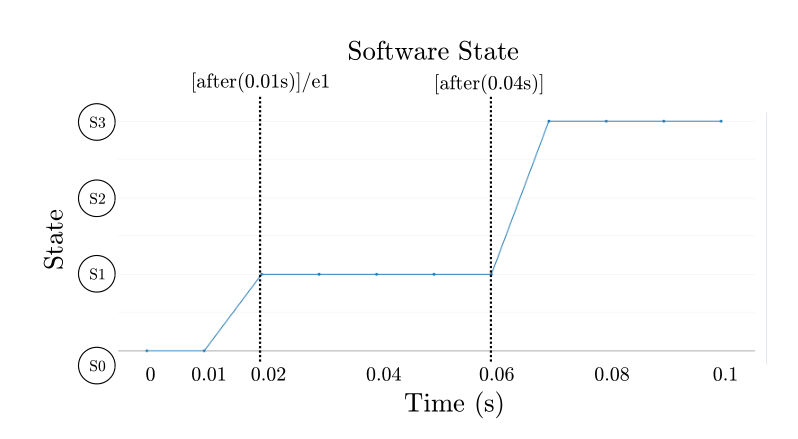 Software State
[after(0.01s)]/e1
[after(0.04s)]
S3
S2
S1
S0
State
0 0.01 0.02 0.04 0.06 0.08 0.1
Time (s)